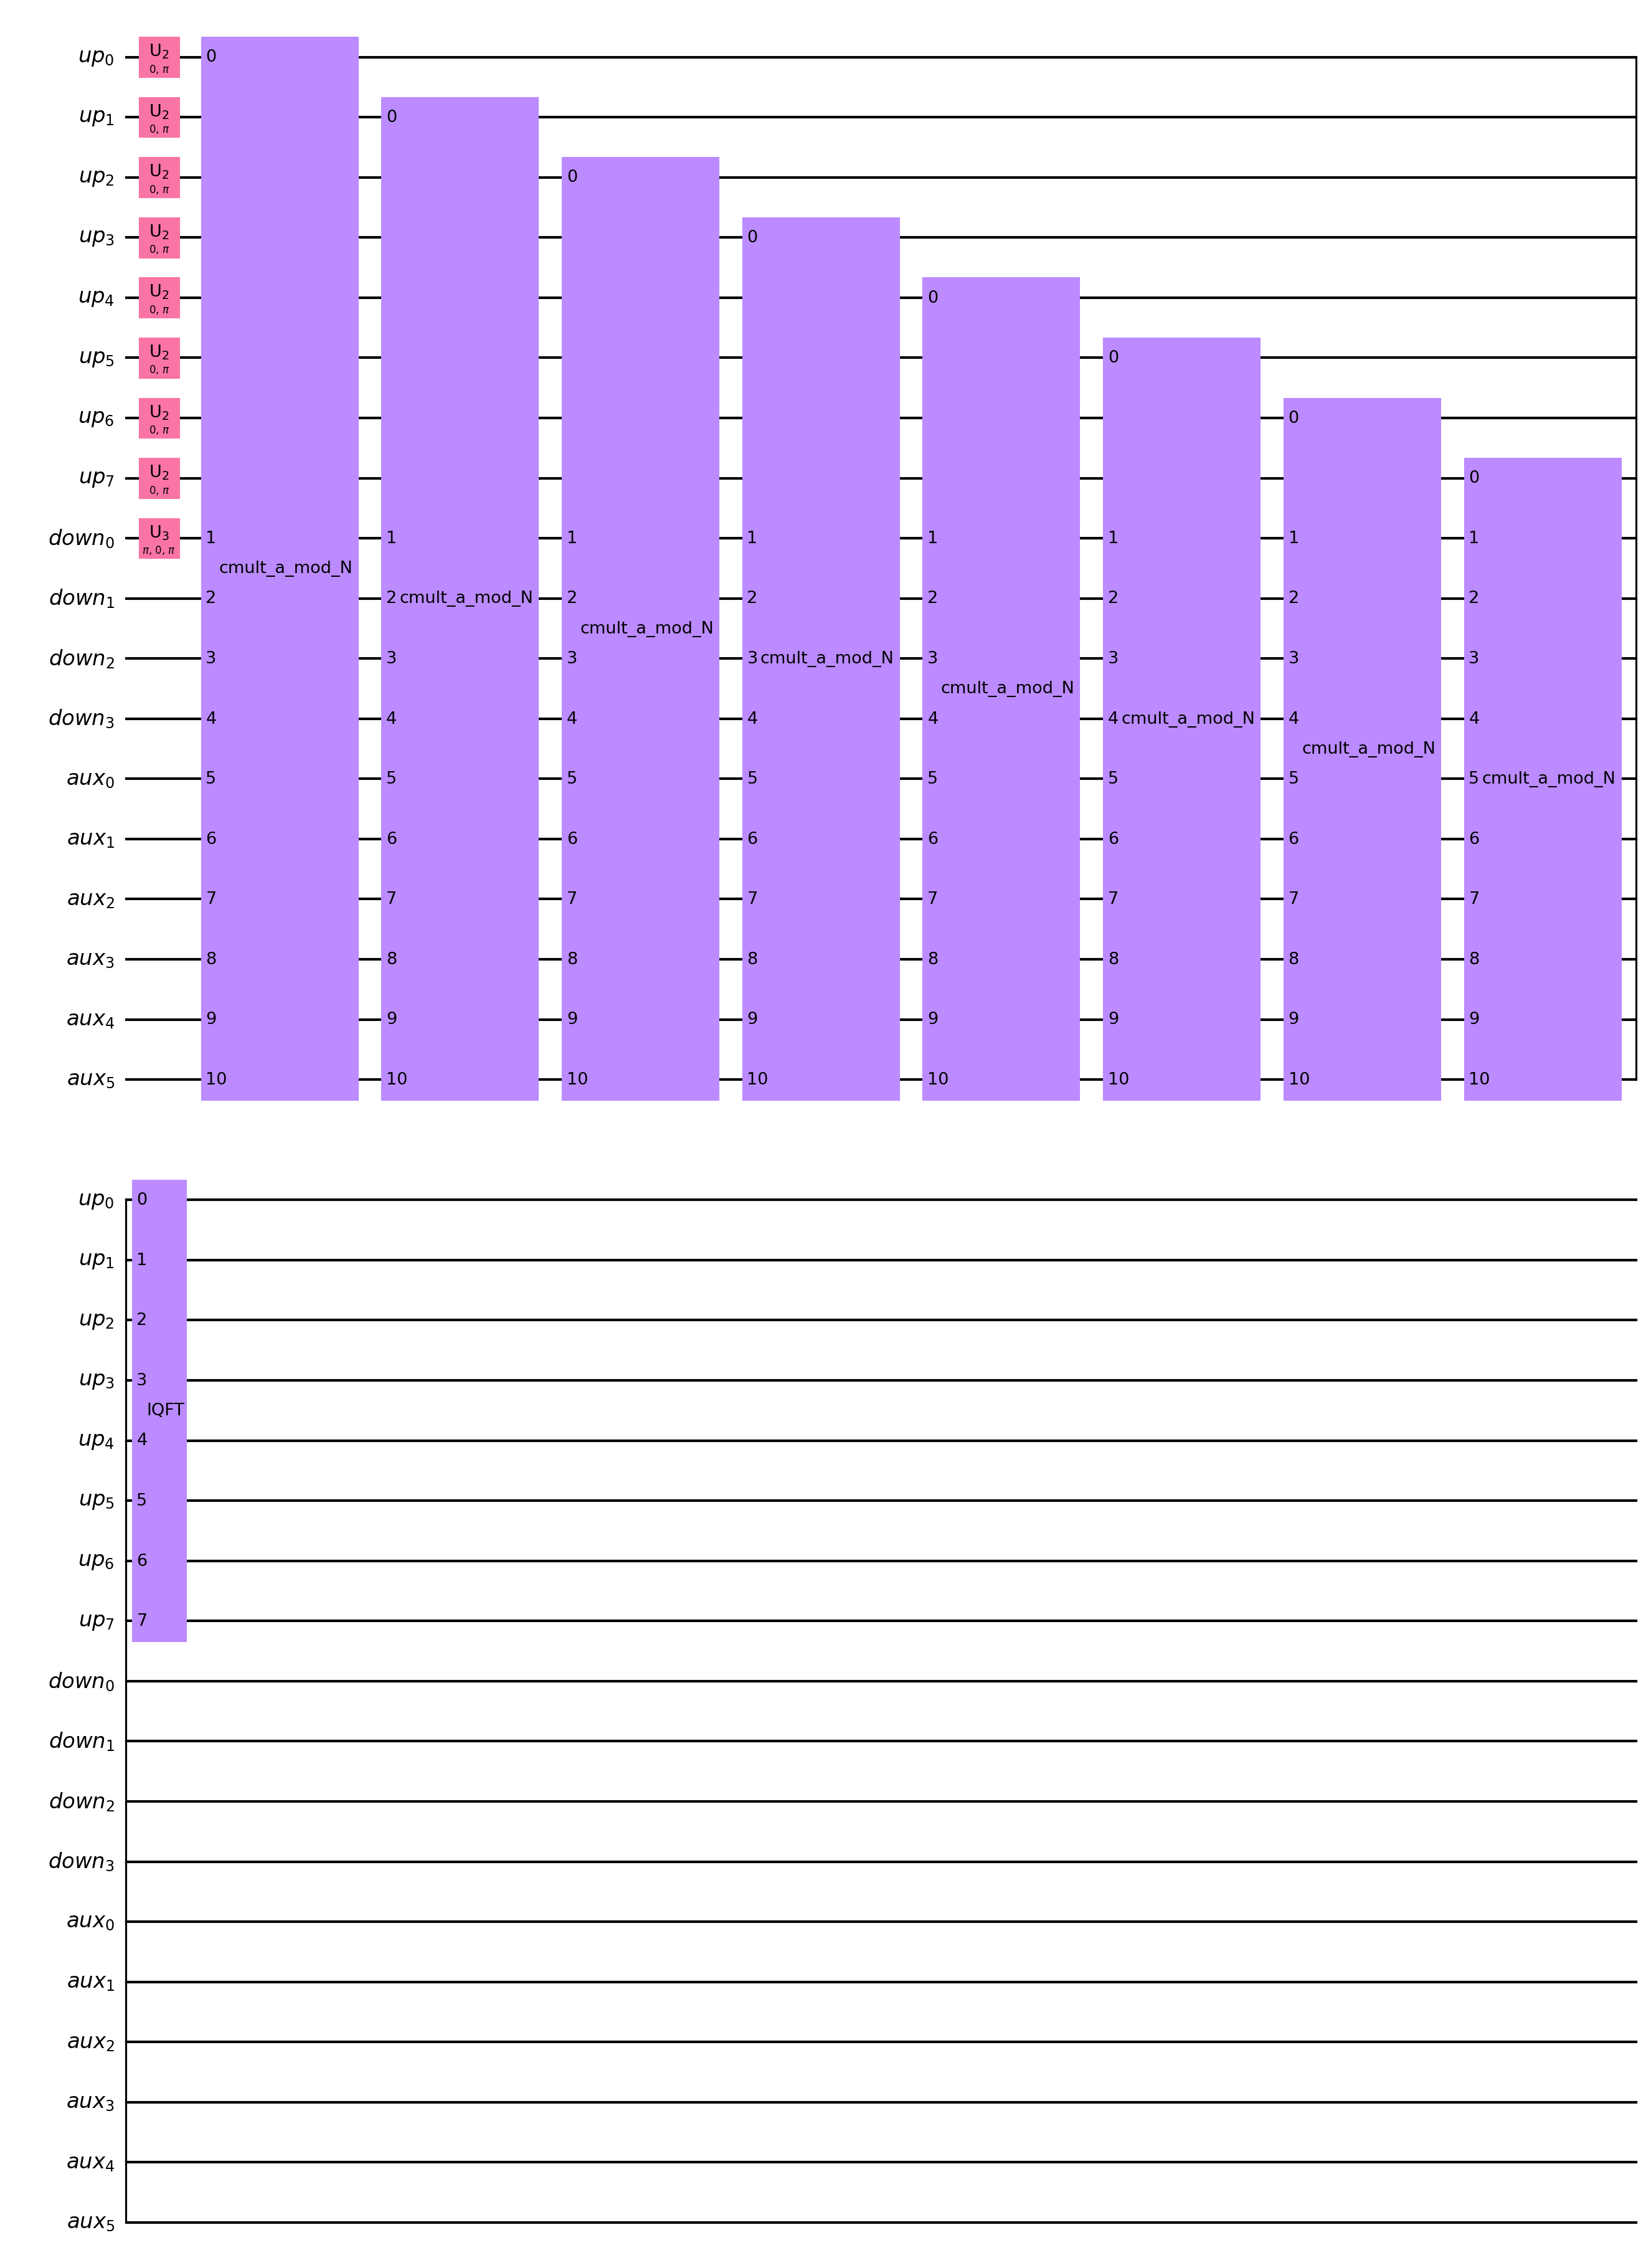 up0 U2 0, π 0
up1 U2 0, π 0
up2 U2 0, π 0
up3 U2 0, π 0
up4 U2 0, π 0
up5 U2 0, π 0
up6 U2 0, π 0
up7 U2 0, π 0
down0 U3 π, 0, π 1 1 1 1 1 1 1 1
cmult_a_mod_N
down1 2 2 cmult_a_mod_N 2 2 2 2 2 2
cmult_a_mod_N
down2 3 3 3 3 cmult_a_mod_N 3 3 3 3
cmult_a_mod_N
down3 4 4 4 4 4 4 cmult_a_mod_N 4 4
cmult_a_mod_N
aux0 5 5 5 5 5 5 5 5 cmult_a_mod_N
aux1 6 6 6 6 6 6 6 6
aux2 7 7 7 7 7 7 7 7
aux3 8 8 8 8 8 8 8 8
aux4 9 9 9 9 9 9 9 9
aux5 10 10 10 10 10 10 10 10
up0 0
up1 1
up2 2
up3 3
IQFT
up4 4
up5 5
up6 6
up7 7
down0
down1
down2
down3
aux0
aux1
aux2
aux3
aux4
aux5